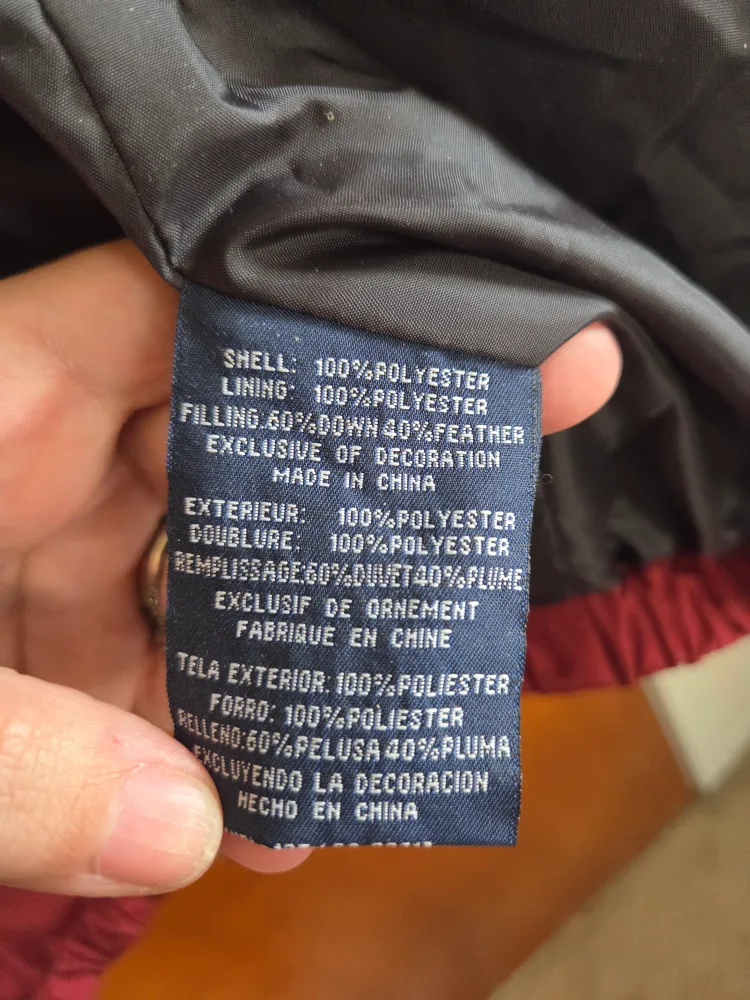 SHELL: 100%POLYESTER
LINING: 100%POLYESTER
FILLING:60%DOWN 40%FEATHER
EXCLUSIVE OF DECORATION
MADE IN CHINA
EXTERIEUR: 100%POLYESTER
DOUBLURE: 100%POLYESTER
REMPLISSAGE:60%DUVET40%PLUME
EXCLUSIF DE ORNEMENT
FABRIQUE EN CHINE
TELA EXTERIOR:100%POLIESTER
FORRO: 100%POLIESTER
RELLENO:60%PELUSA 40%PLUMA
EXCLUYENDO LA DECORACION
HECHO EN CHINA